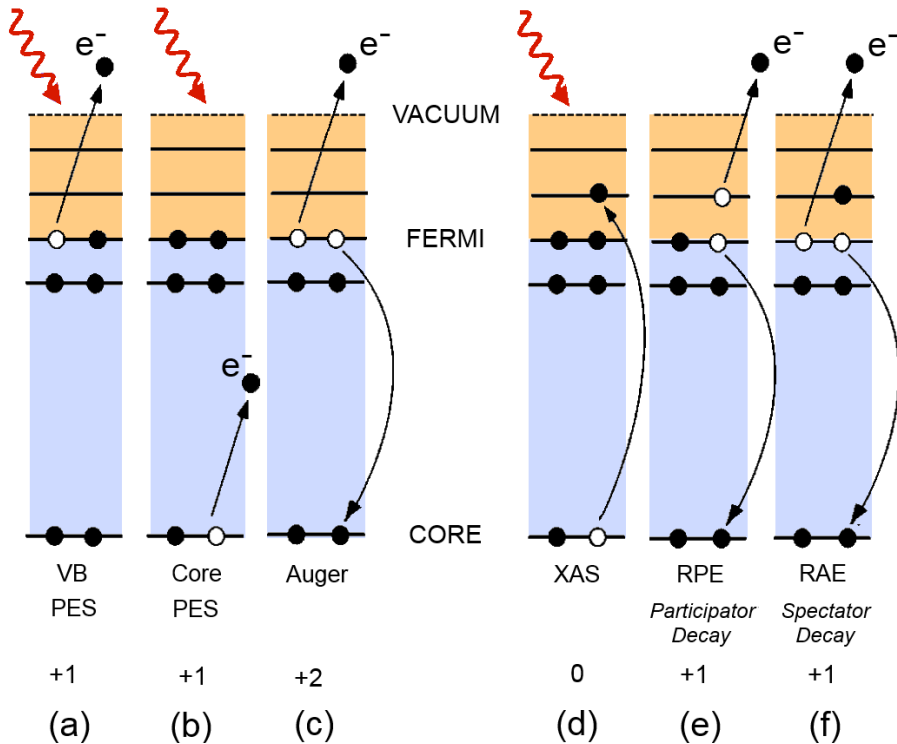 e-
e-
e-
e-
VACUUM
FERMI
e-
CORE
VB
PES
Core
PES
Auger
XAS
RPE
Participator
Decay
RAE
Spectator
Decay
+1
+1
+2
0
+1
+1
(a)
(b)
(c)
(d)
(e)
(f)